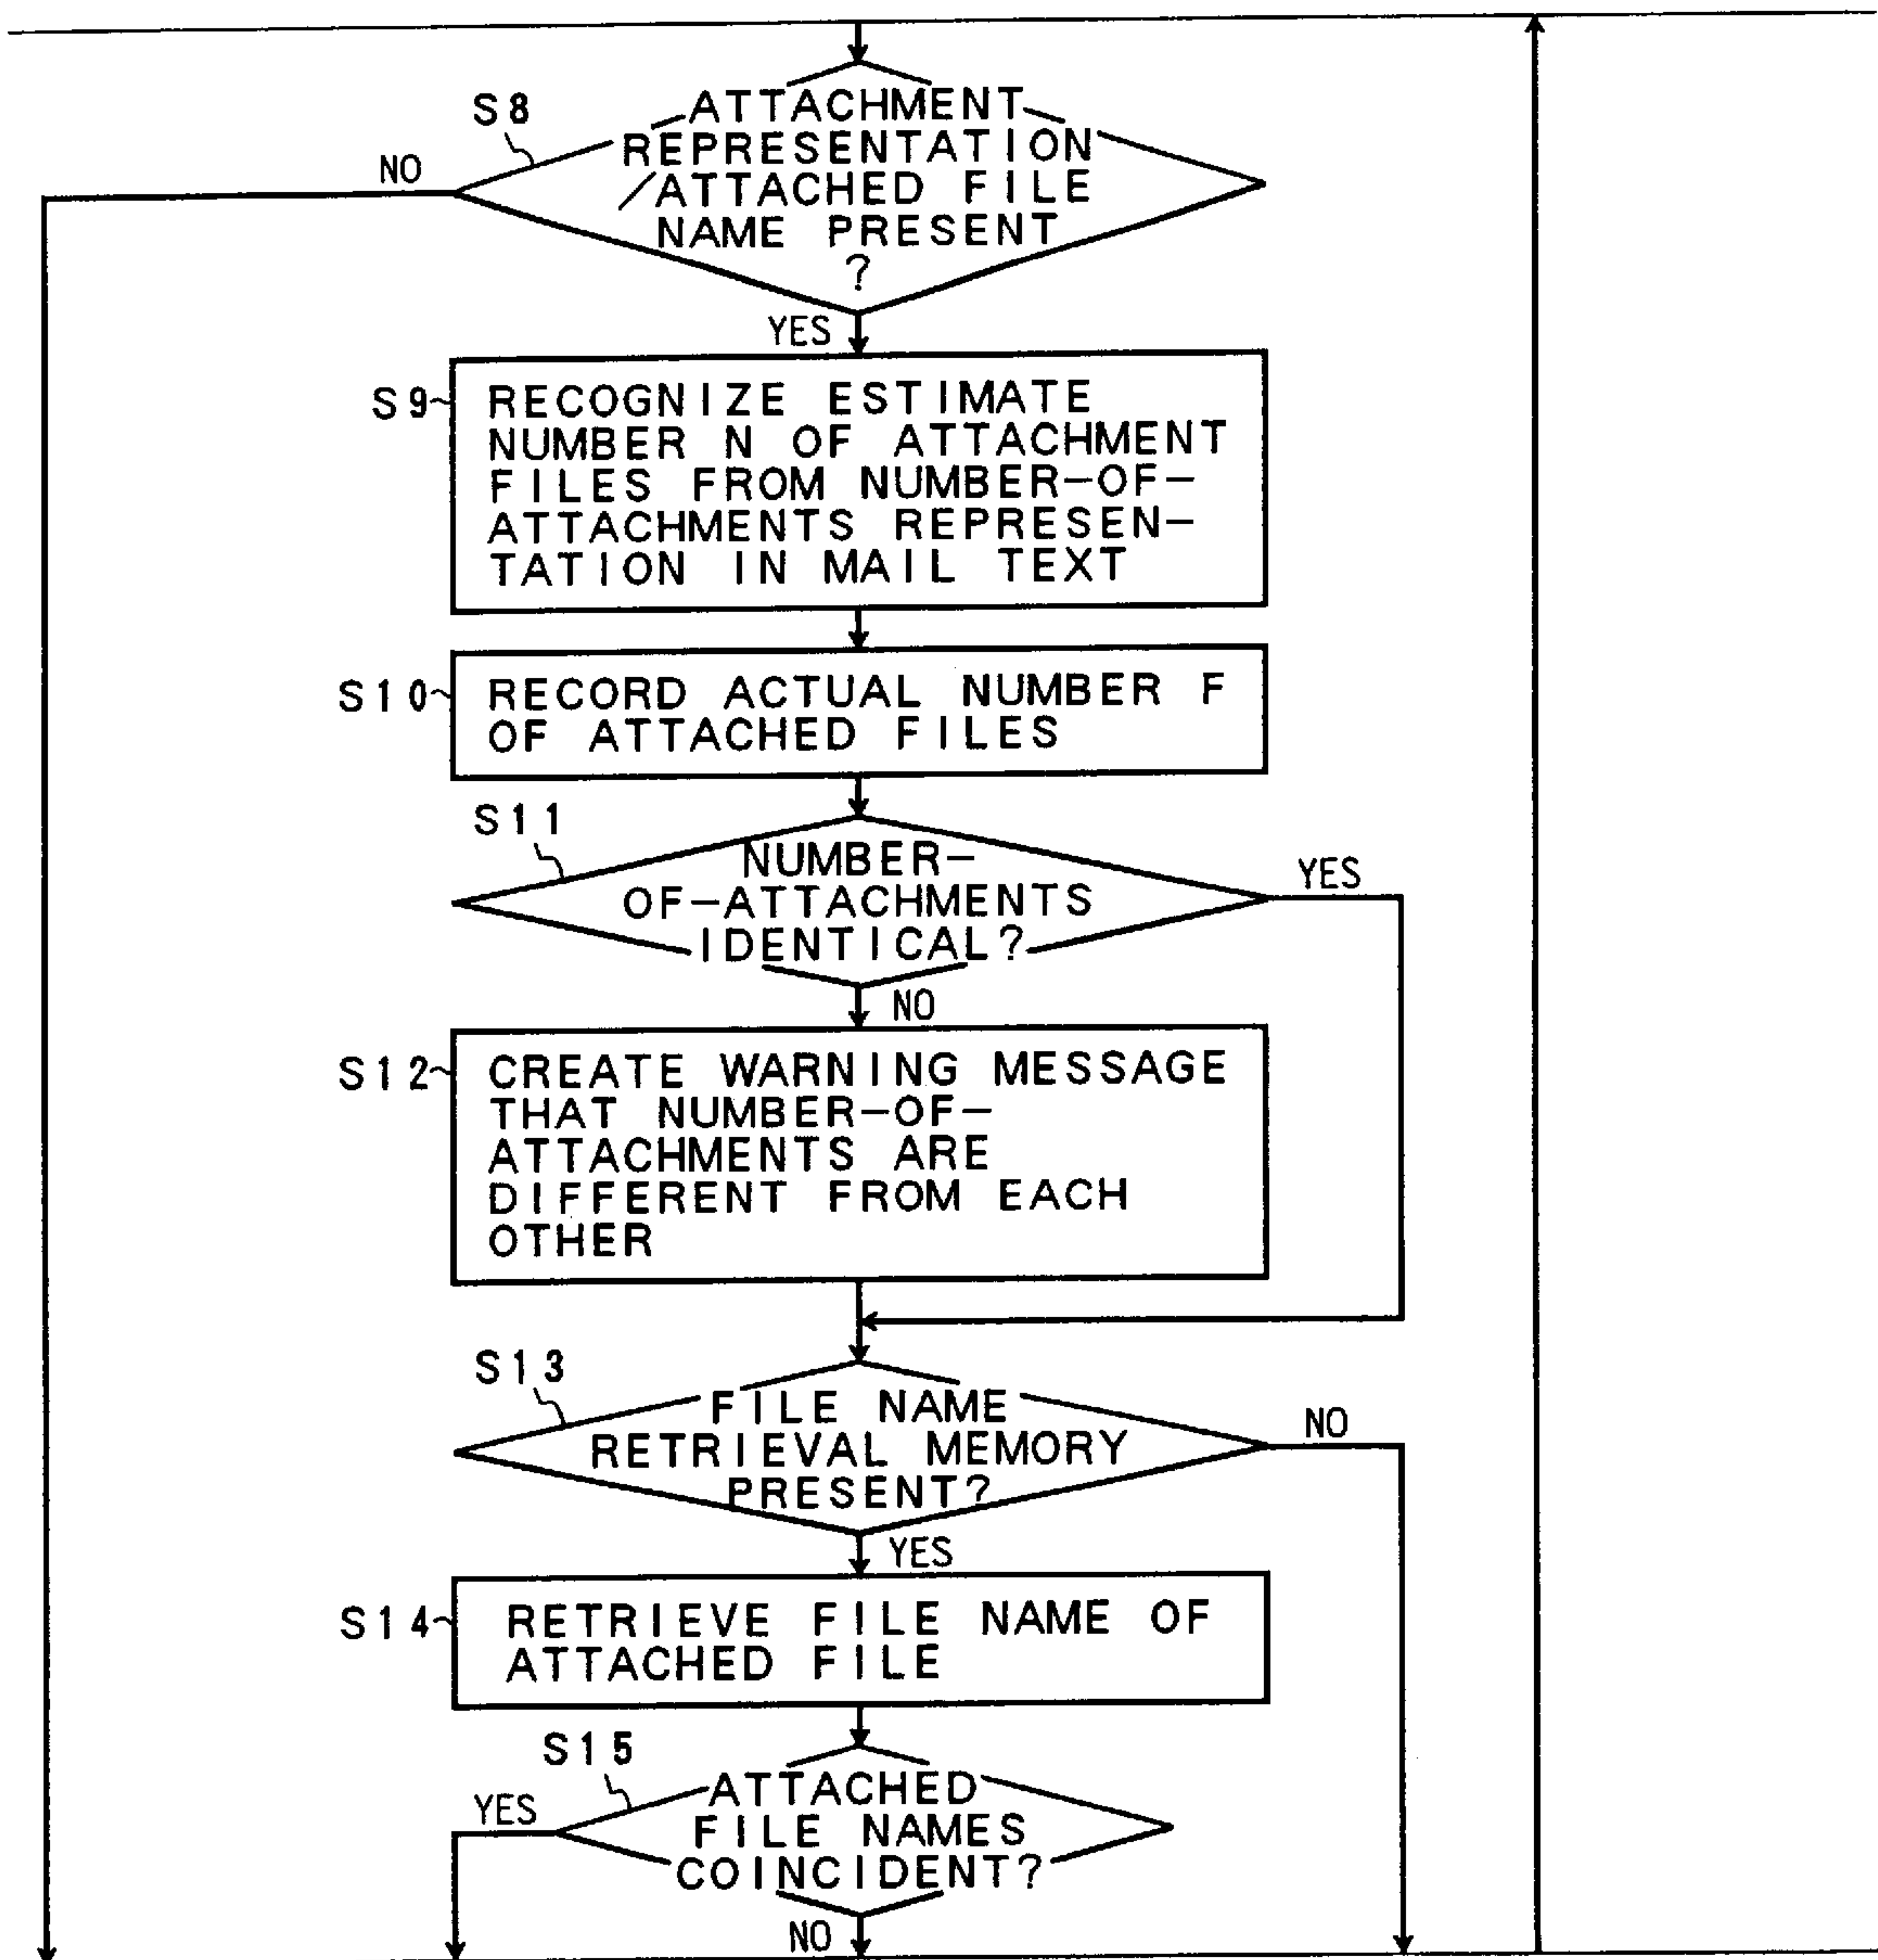 S8
ATTACHMENT
REPRESENTATION
/ATTACHED FILE
NAME PRESENT
?
NO
YES
S9
RECOGNIZE ESTIMATE
NUMBER N OF ATTACHMENT
FILES FROM NUMBER-OF-
ATTACHMENTS REPRESEN-
TATION IN MAIL TEXT
S10
RECORD ACTUAL NUMBER F
OF ATTACHED FILES
S11
NUMBER-
OF-ATTACHMENTS
IDENTICAL?
YES
NO
S12
CREATE WARNING MESSAGE
THAT NUMBER-OF-
ATTACHMENTS ARE
DIFFERENT FROM EACH
OTHER
S13
FILE NAME
RETRIEVAL MEMORY
PRESENT?
NO
YES
S14
RETRIEVE FILE NAME OF
ATTACHED FILE
S15
ATTACHED
FILE NAMES
COINCIDENT?
YES
NO